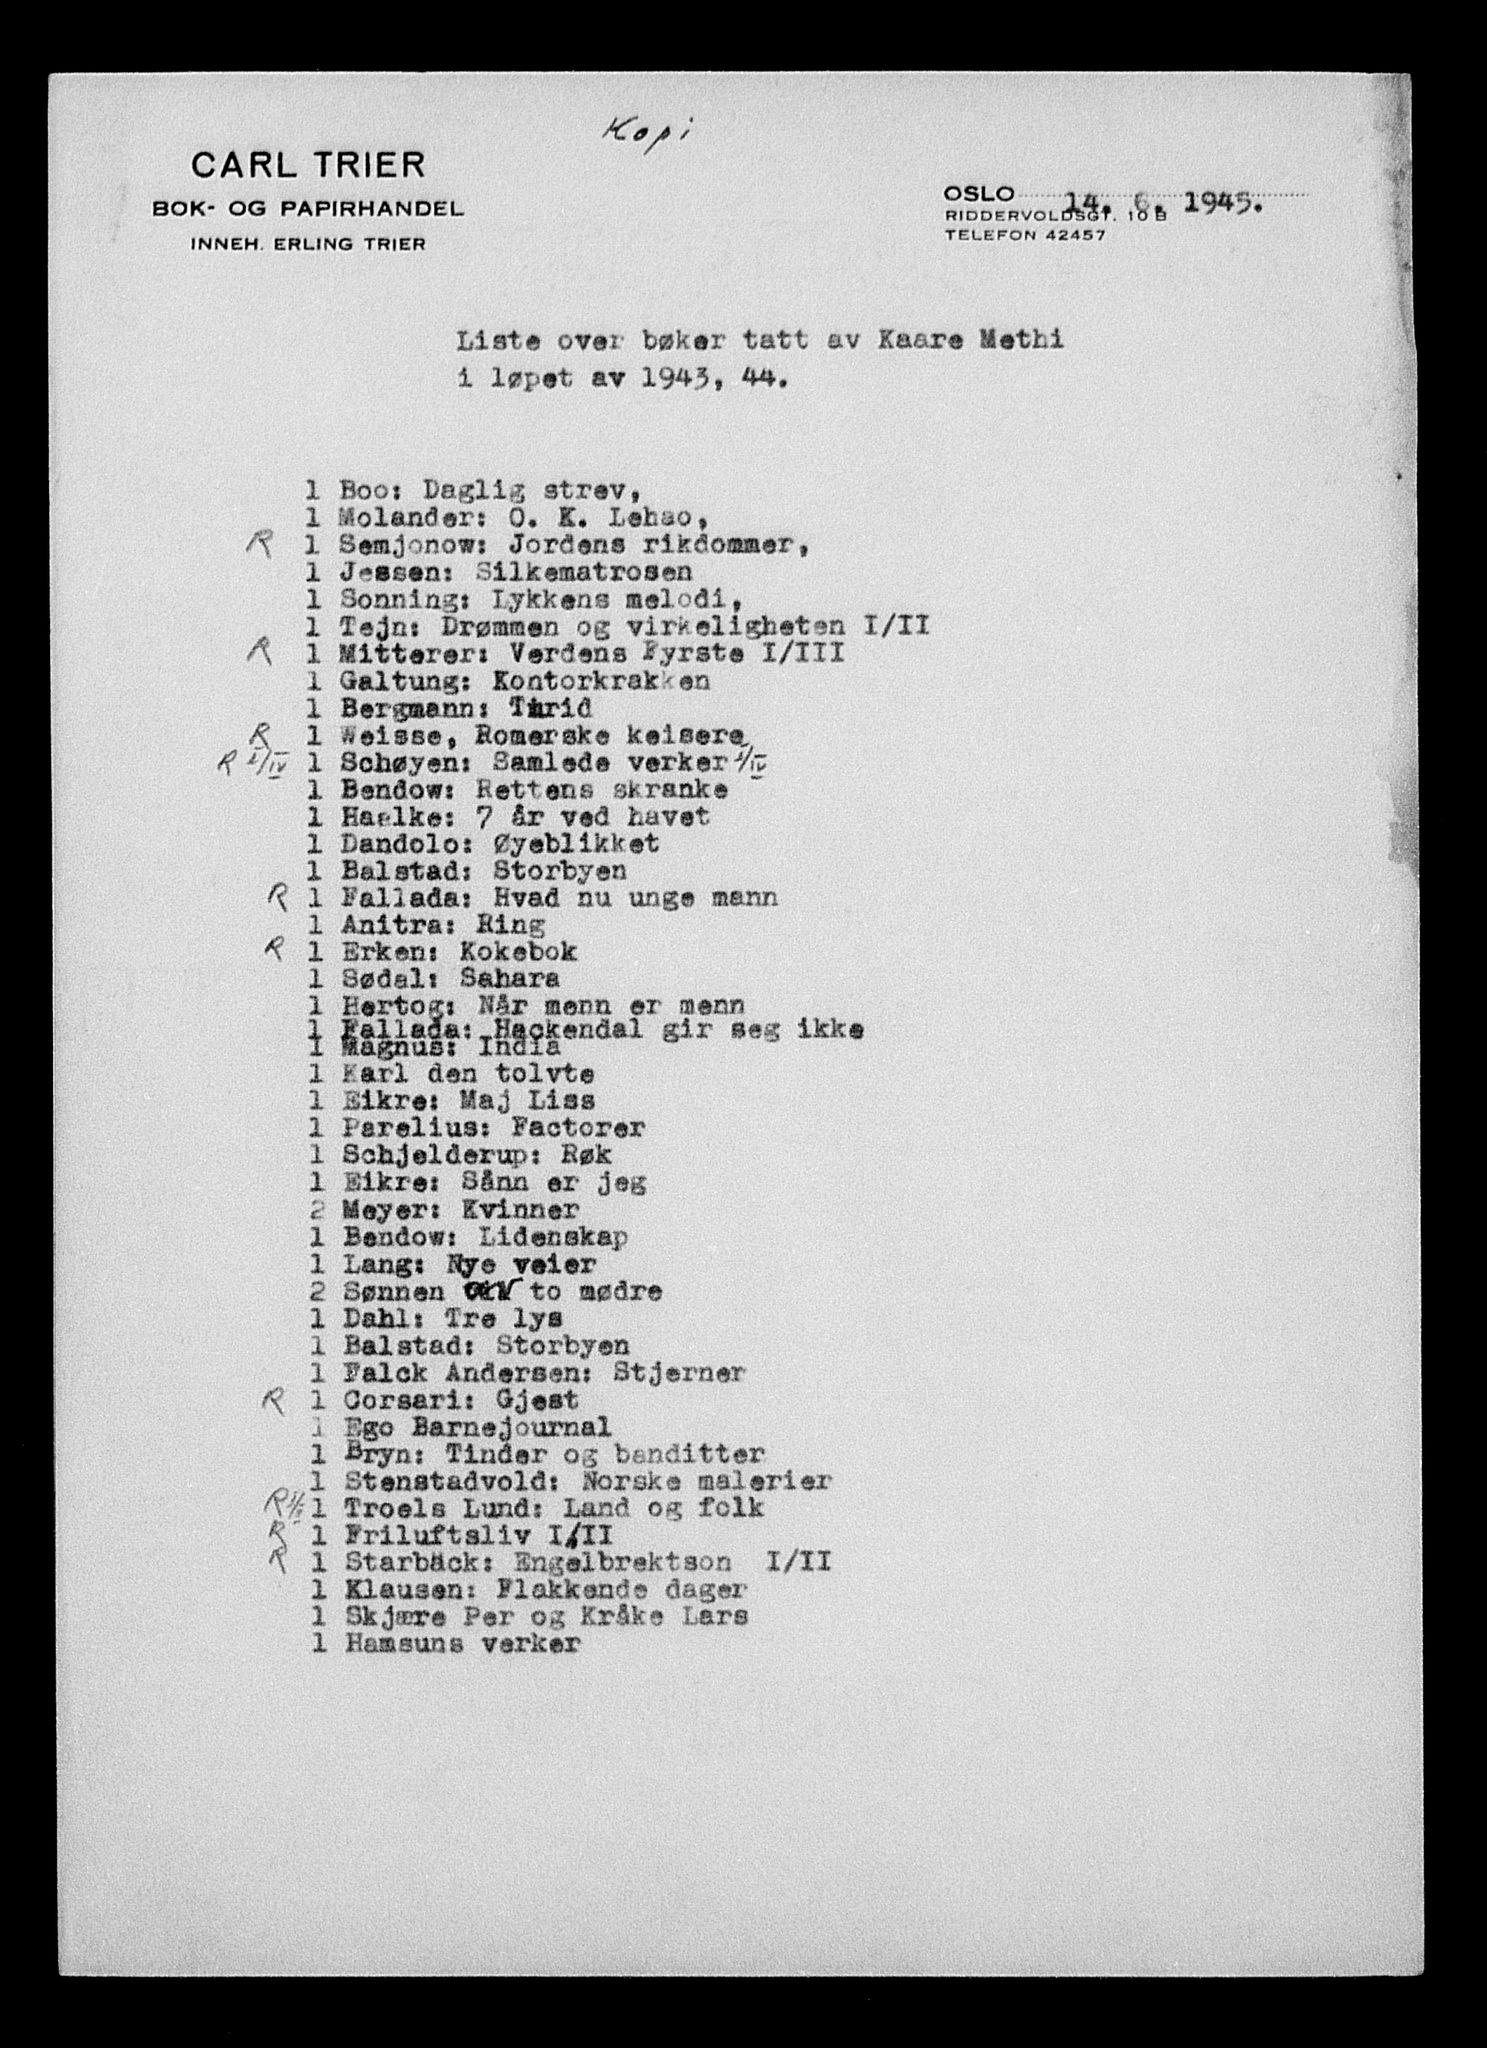 Kopi
CARL TRIER
BOK- OG PAPIRHANDEL
INNEH. ERLING TRIER
OSLO 14. 6. 1945.
RIDDERVOLDSGT. 10 B
TELEFON 42457
Liste over bøker tatt av Kaare Methi
i løpet av 1943, 44.
1 Boo: Daglig strev,
1 Molander: O. K. Lehao,
R 1 Semjonow: Jordens rikdommer,
1 Jessen: Silkematrosen
1 Sonning: Lykkens melodi,
1 Tejn: Drømmen og virkeligheten I/II
R 1 Mitterer: Verdens Fyrste I/III
1 Galtung: Kontorkrakken
1 Bergmann: Turid
R 1 Weisse, Romerske keisere
R I/IV 1 Schøyen: Samlede verker I/IV
1 Bendow: Rettens skranke
1 Haalke: 7 år ved havet
1 Dandolo: Øyeblikket
1 Balstad: Storbyen
R 1 Fallada: Hvad nu unge mann
1 Anitra: Ring
R 1 Erken: Kokebok
1 Sødal: Sahara
1 Hertog: Når menn er menn
1 Fallada: Hackendal gir seg ikke
1 Magnus: India
1 Karl den tolvte
1 Eikre: Maj Liss
1 Parelius: Factorer
1 Schjelderup: Røk
1 Eikre: Sånn er jeg
2 Meyer: Kvinner
1 Bendow: Lidenskap
1 Lang: Nye veier
2 Sønnen av to mødre
1 Dahl: Tre lys
1 Balstad: Storbyen
1 Falck Andersen: Stjerner
R 1 Corsari: Gjest
1 Ego Barnejournal
1 Bryn: Tinder og banditter
1 Stenstadvold: Norske malerier
R 1 Troels Lund: Land og folk
R 1 Friluftsliv I/II
R 1 Starbäck: Engelbrektson I/II
1 Klausen: Flakkende dager
1 Skjære Per og Kråke Lars
1 Hamsuns verker